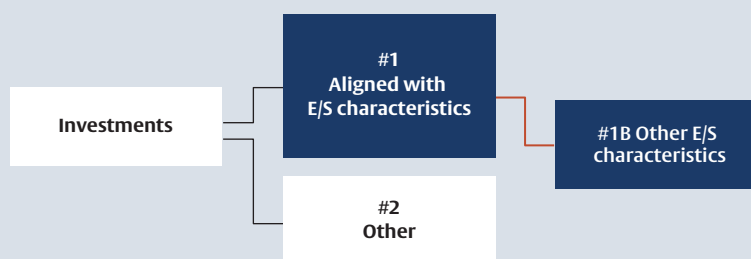 #1
Aligned with
E/S characteristics
Investments
#1B Other E/S
characteristics
#2
Other